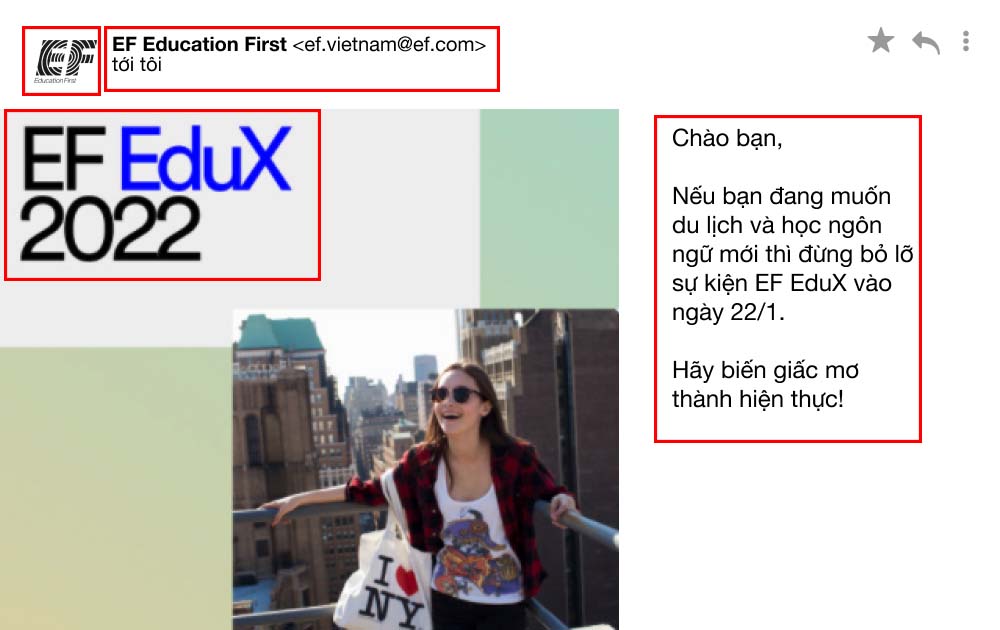 EF
Education First
EF Education First <ef.vietnam@ef.com>
tới tôi
EF EduX
2022
Chào bạn,
Nếu bạn đang muốn
du lịch và học ngôn
ngữ mới thì đừng bỏ lỡ
sự kiện EF EduX vào
ngày 22/1.
Hãy biến giấc mơ
thành hiện thực!
I
NY